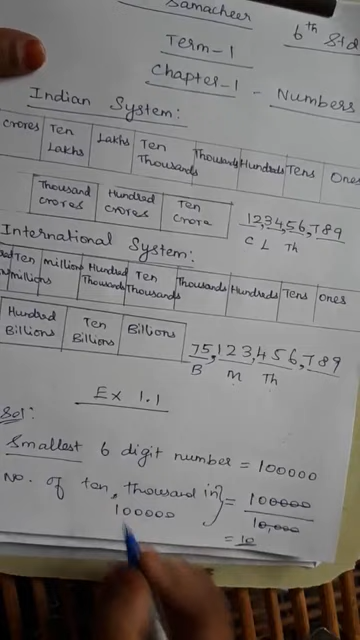 Samacheer
6th Std
Term-1
Chapter-1 - Numbers
Indian System:
Crores Ten Lakhs Lakhs Ten Thousands Thousands Hundreds Tens Ones
Thousand Crores Hundred Crores Ten Crore 12,34,56,789
C L Th
International System:
Ten millions millions Hundred Thousands Ten Thousands Thousands Hundreds Tens Ones
Hundred Billions Ten Billions Billions 75,123,456,789
B M Th
Ex 1.1
Sol:
Smallest 6 digit number = 100000
No. of ten thousand in 100000 } = 100000 / 10,000
= 10